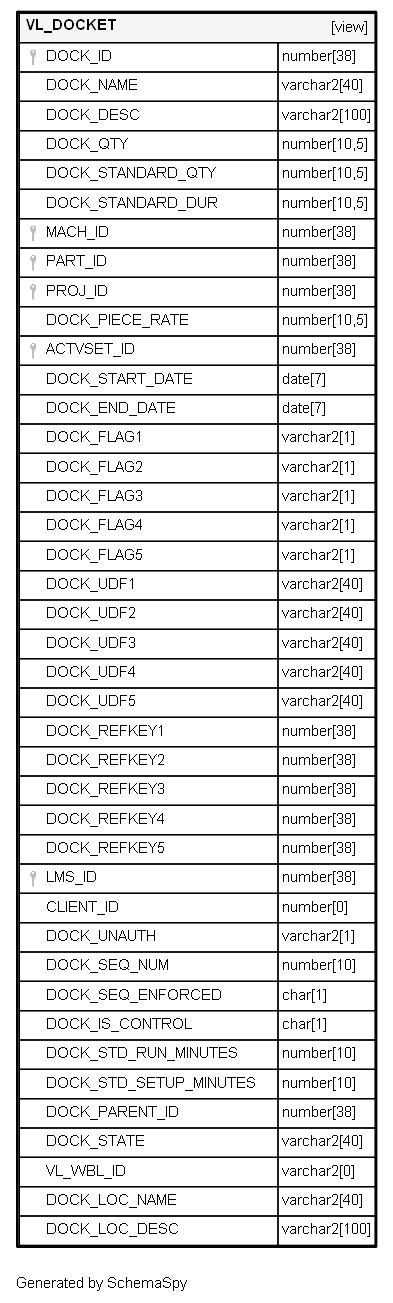 VL_DOCKET [view]
DOCK_ID number[38]
DOCK_NAME varchar2[40]
DOCK_DESC varchar2[100]
DOCK_QTY number[10,5]
DOCK_STANDARD_QTY number[10,5]
DOCK_STANDARD_DUR number[10,5]
MACH_ID number[38]
PART_ID number[38]
PROJ_ID number[38]
DOCK_PIECE_RATE number[10,5]
ACTVSET_ID number[38]
DOCK_START_DATE date[7]
DOCK_END_DATE date[7]
DOCK_FLAG1 varchar2[1]
DOCK_FLAG2 varchar2[1]
DOCK_FLAG3 varchar2[1]
DOCK_FLAG4 varchar2[1]
DOCK_FLAG5 varchar2[1]
DOCK_UDF1 varchar2[40]
DOCK_UDF2 varchar2[40]
DOCK_UDF3 varchar2[40]
DOCK_UDF4 varchar2[40]
DOCK_UDF5 varchar2[40]
DOCK_REFKEY1 number[38]
DOCK_REFKEY2 number[38]
DOCK_REFKEY3 number[38]
DOCK_REFKEY4 number[38]
DOCK_REFKEY5 number[38]
LMS_ID number[38]
CLIENT_ID number[0]
DOCK_UNAUTH varchar2[1]
DOCK_SEQ_NUM number[10]
DOCK_SEQ_ENFORCED char[1]
DOCK_IS_CONTROL char[1]
DOCK_STD_RUN_MINUTES number[10]
DOCK_STD_SETUP_MINUTES number[10]
DOCK_PARENT_ID number[38]
DOCK_STATE varchar2[40]
VL_WBL_ID varchar2[0]
DOCK_LOC_NAME varchar2[40]
DOCK_LOC_DESC varchar2[100]
Generated by SchemaSpy